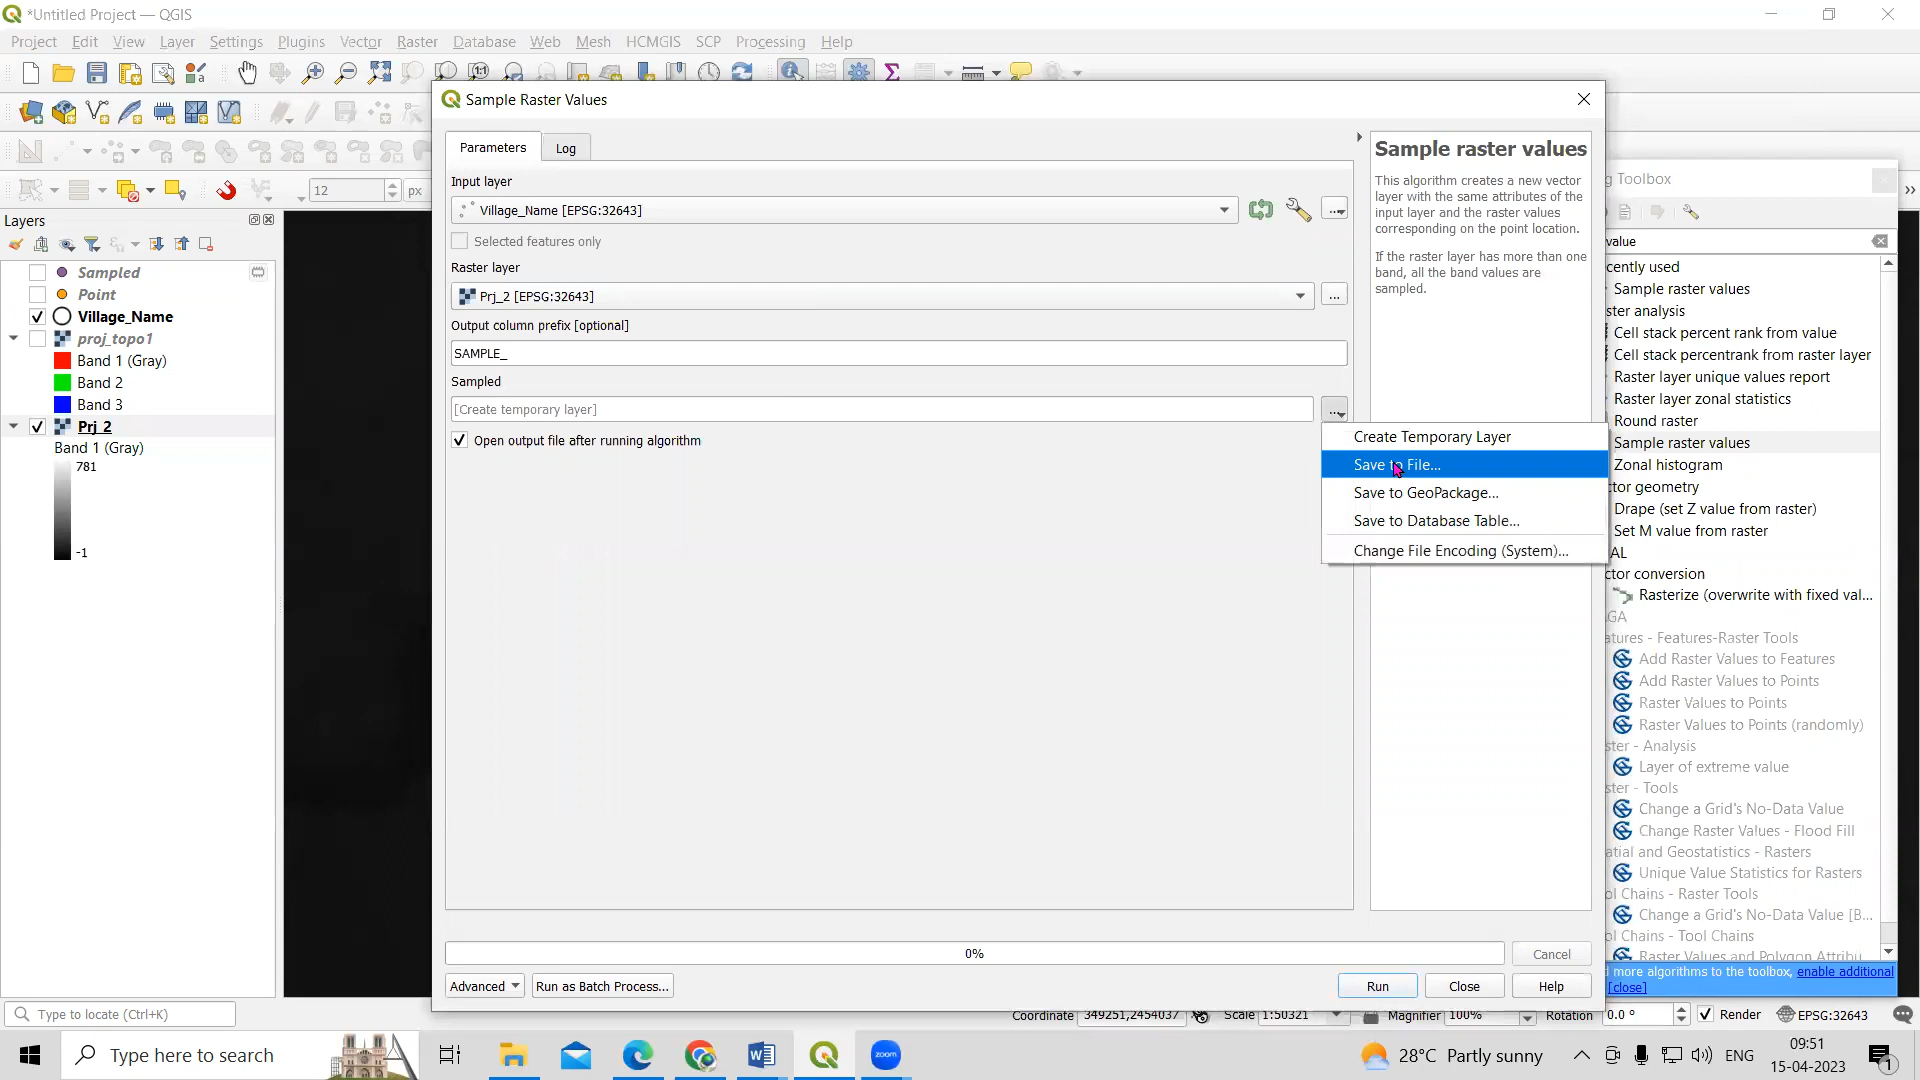 *Untitled Project — QGIS
Project Edit View Layer Settings Plugins Vector Raster Database Web Mesh HCMGIS SCP Processing Help
12 px
Layers
Sampled
Point
Village_Name
proj_topo1
Band 1 (Gray)
Band 2
Band 3
Prj_2
Band 1 (Gray)
781
-1
Sample Raster Values
Parameters Log
Input layer
Village_Name [EPSG:32643]
Selected features only
Raster layer
Prj_2 [EPSG:32643]
Output column prefix [optional]
SAMPLE_
Sampled
[Create temporary layer]
Open output file after running algorithm
Create Temporary Layer
Save to File...
Save to GeoPackage...
Save to Database Table...
Change File Encoding (System)...
Sample raster values
This algorithm creates a new vector
layer with the same attributes of the
input layer and the raster values
corresponding on the point location.
If the raster layer has more than one
band, all the band values are
sampled.
0%
Cancel
Advanced Run as Batch Process... Run Close Help
g Toolbox
value
cently used
Sample raster values
ster analysis
Cell stack percent rank from value
Cell stack percentrank from raster layer
Raster layer unique values report
Raster layer zonal statistics
Round raster
Sample raster values
Zonal histogram
ctor geometry
Drape (set Z value from raster)
Set M value from raster
AL
ctor conversion
Rasterize (overwrite with fixed val...
GA
atures - Features-Raster Tools
Add Raster Values to Features
Add Raster Values to Points
Raster Values to Points
Raster Values to Points (randomly)
ster - Analysis
Layer of extreme value
ster - Tools
Change a Grid's No-Data Value
Change Raster Values - Flood Fill
atial and Geostatistics - Rasters
Unique Value Statistics for Rasters
ol Chains - Raster Tools
Change a Grid's No-Data Value [B...
ol Chains - Tool Chains
Raster Values and Polygon Attribu
d more algorithms to the toolbox, enable additional
[close]
Type to locate (Ctrl+K)
Coordinate 349251,2454037 Scale 1:50321 Magnifier 100% Rotation 0.0 ° Render EPSG:32643
Type here to search
zoom
28°C Partly sunny
ENG
09:51
15-04-2023
1